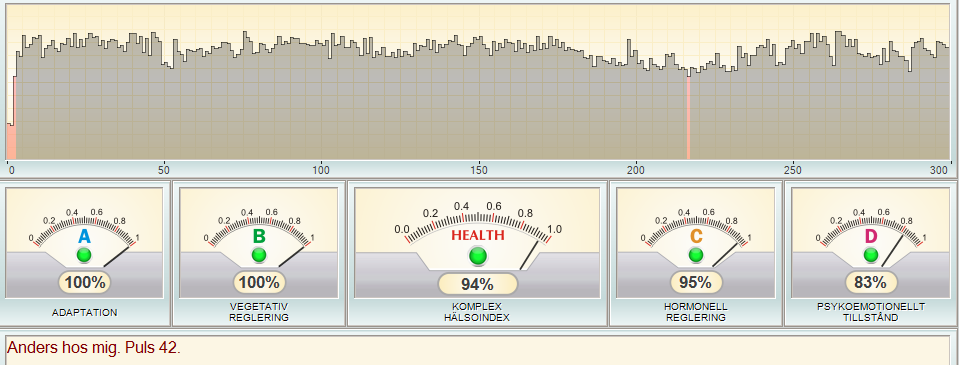 0 50 100 150 200 250 300
0 0.2 0.4 0.6 0.8 1
A
100%
ADAPTATION
0 0.2 0.4 0.6 0.8 1
B
100%
VEGETATIV
REGLERING
0.0 0.2 0.4 0.6 0.8 1.0
HEALTH
94%
KOMPLEX
HÄLSOINDEX
0 0.2 0.4 0.6 0.8 1
C
95%
HORMONELL
REGLERING
0 0.2 0.4 0.6 0.8 1
D
83%
PSYKOEMOTIONELLT
TILLSTÅND
Anders hos mig. Puls 42.